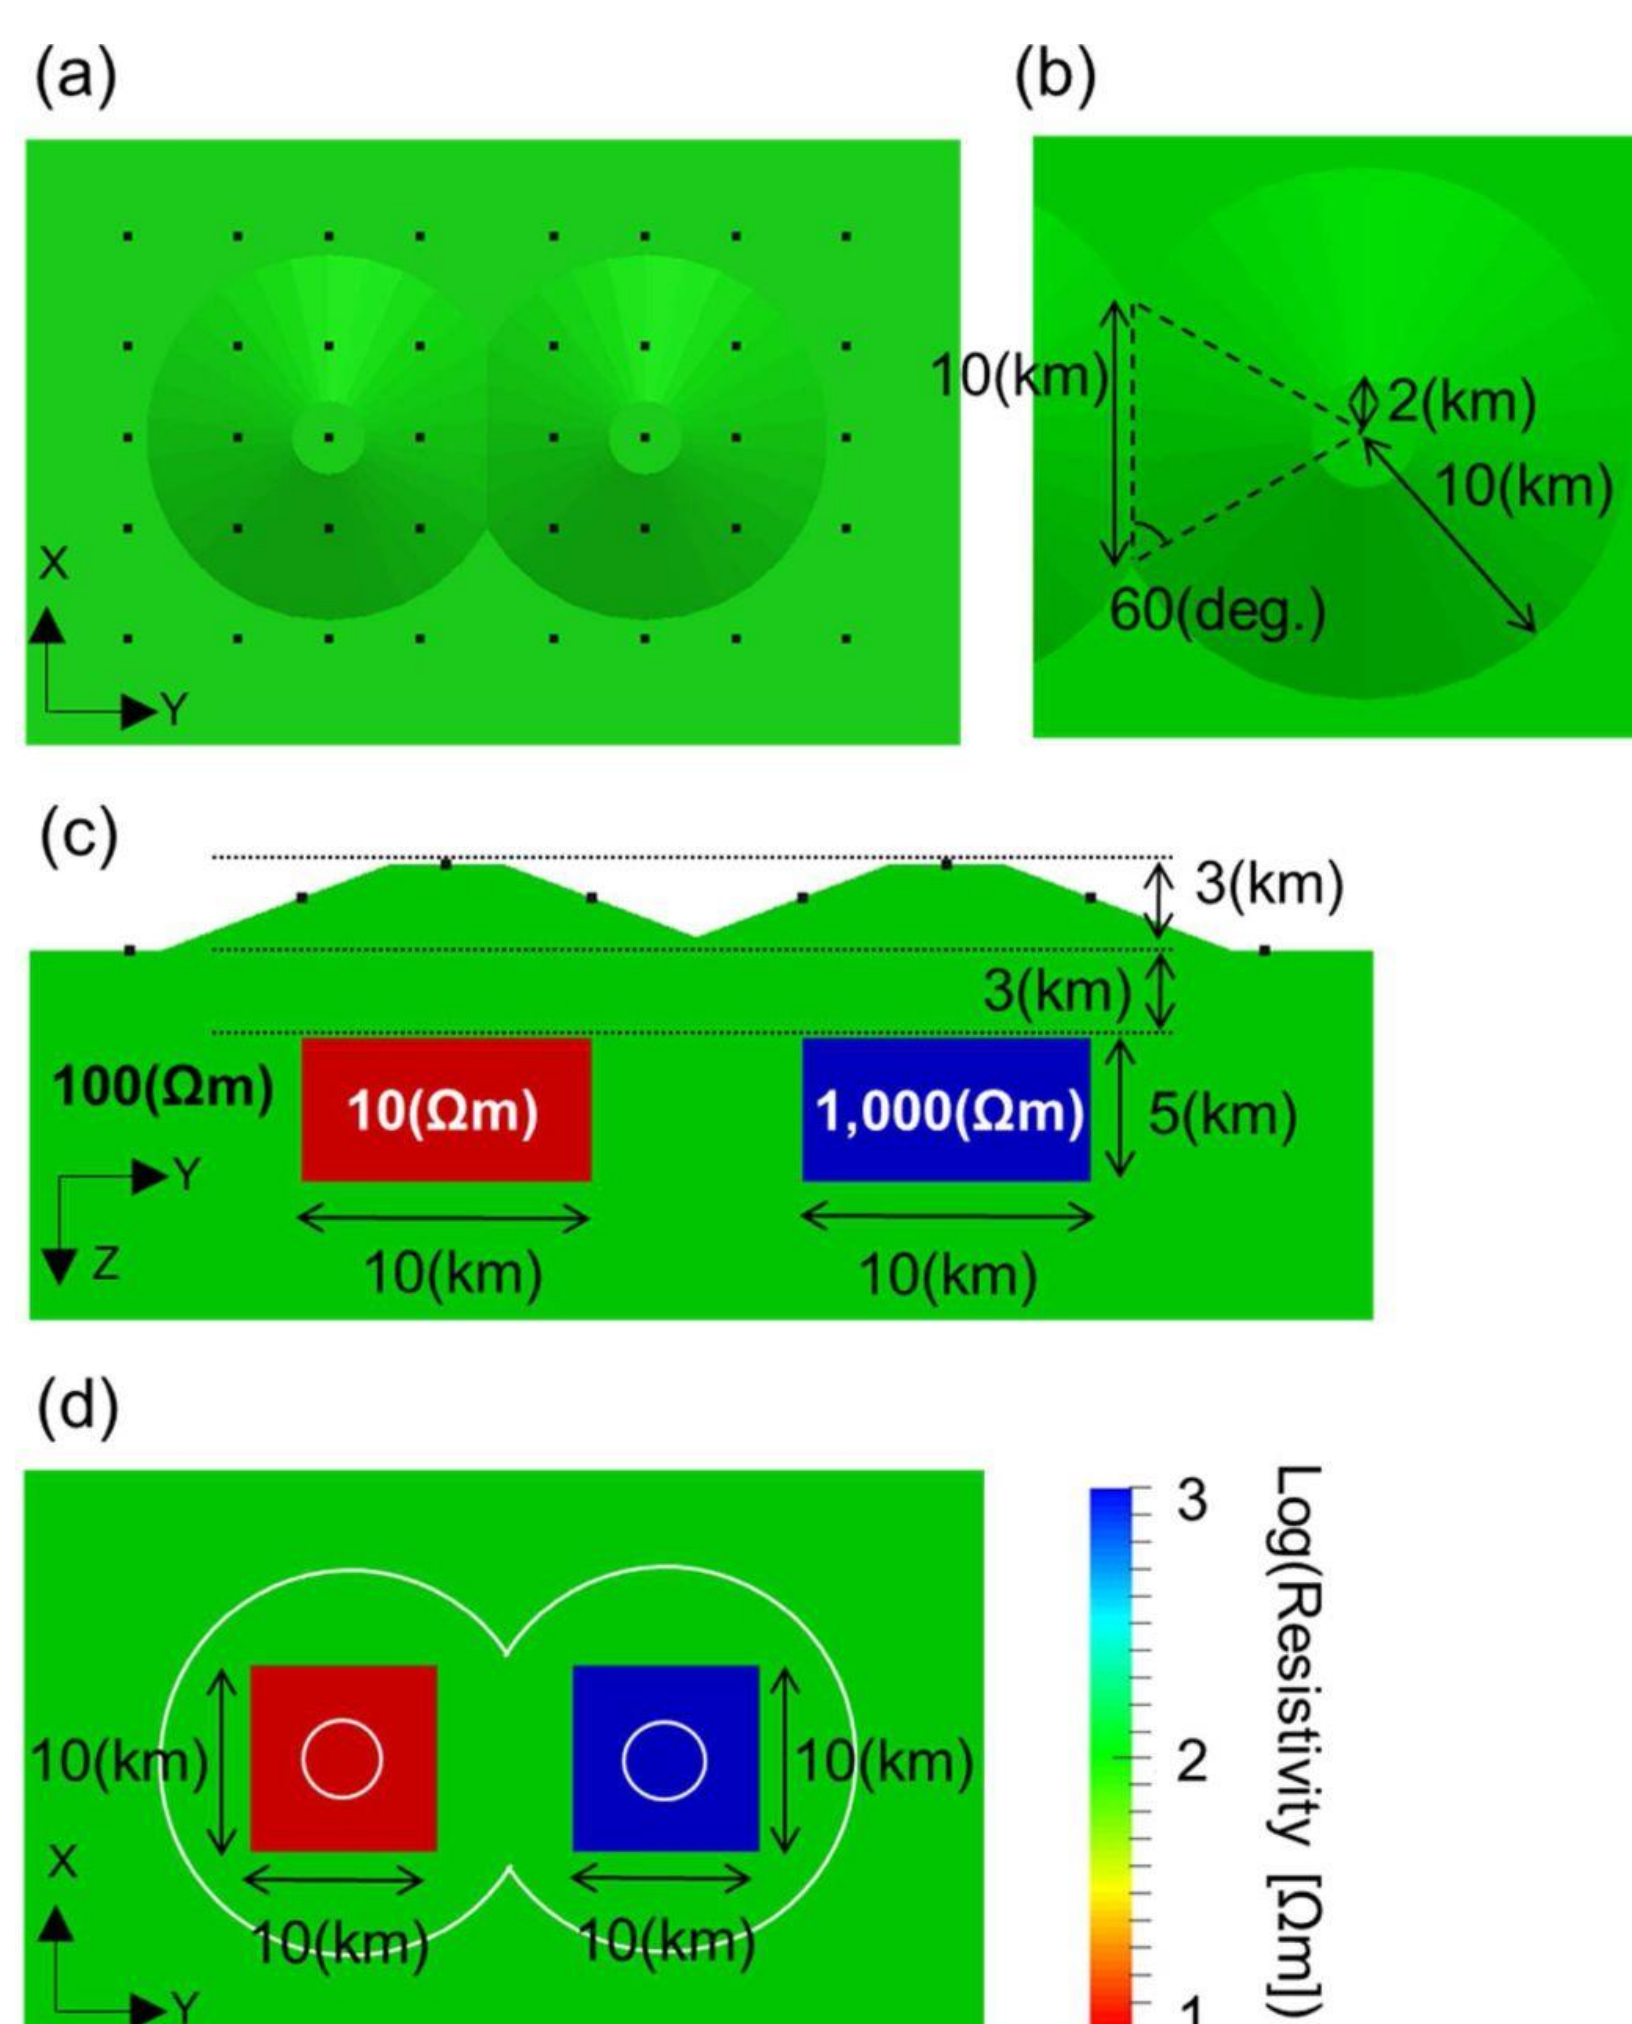 (a)
(b)
X
Y
10(km)
2(km)
10(km)
60(deg.)
(c)
3(km)
3(km)
100(Ωm)
10(Ωm)
1,000(Ωm)
5(km)
Y
Z
10(km)
10(km)
(d)
10(km)
10(km)
10(km)
10(km)
X
Y
3
2
1
Log(Resistivity [Ωm])